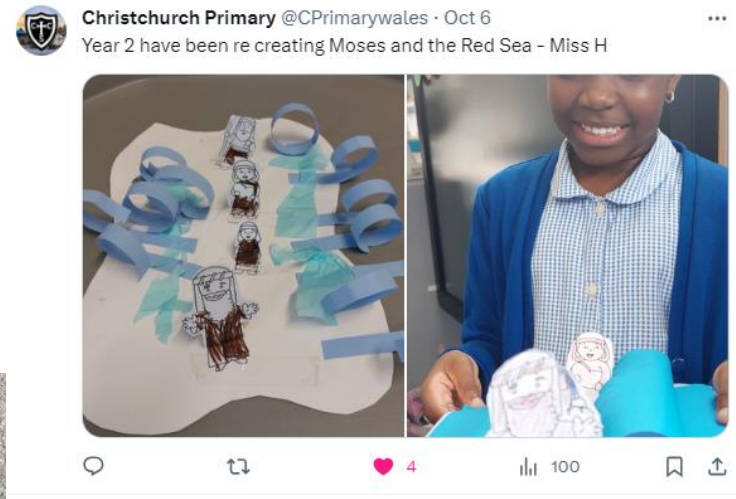 Christchurch Primary @CPrimarywales · Oct 6
Year 2 have been re creating Moses and the Red Sea - Miss H
4
100